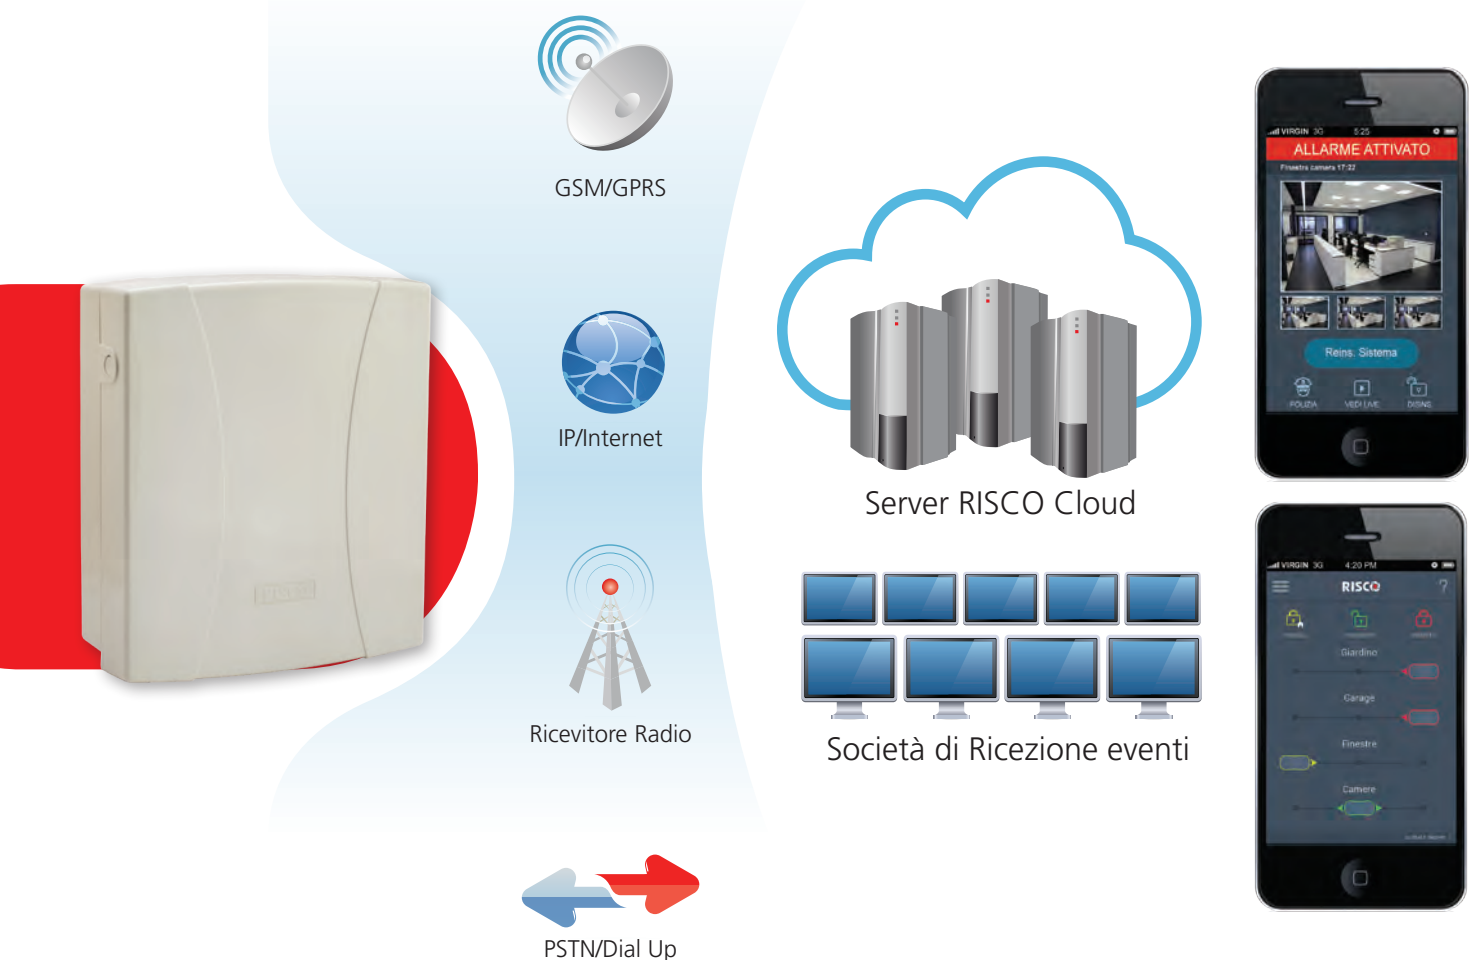 GSM/GPRS
IP/Internet
Ricevitore Radio
PSTN/Dial Up
Server RISCO Cloud
Società di Ricezione eventi
VIRGIN 3G 5:25
ALLARME ATTIVATO
Finestra camera 17:22
Reins. Sistema
POLIZIA VEDI LIVE DISINS
VIRGIN 3G 4:20 PM
RISCO ?
Giardino
Garage
Finestre
Camere